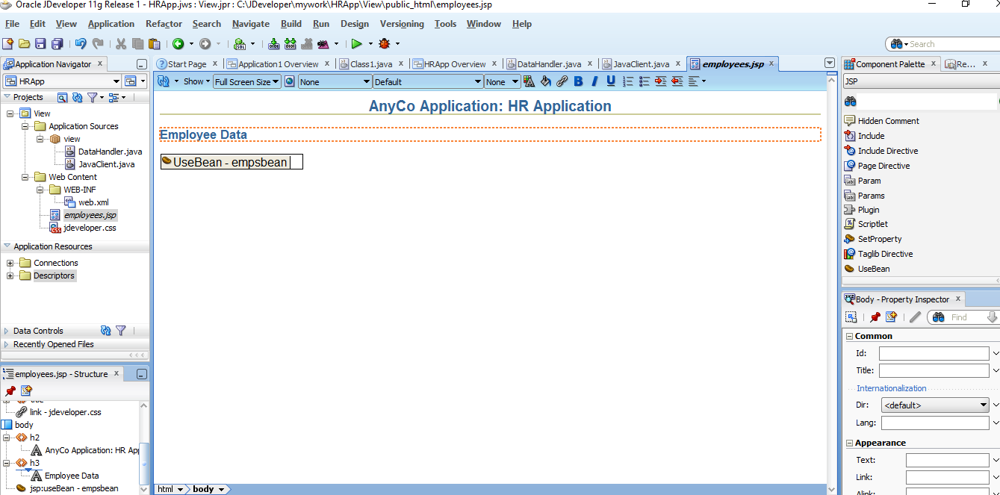 Oracle JDeveloper 11g Release 1 - HRApp.jws : View.jpr : C:\JDeveloper\mywork\HRApp\View\public_html\employees.jsp
File Edit View Application Refactor Search Navigate Build Run Design Versioning Tools Window Help
Search
Application Navigator
HRApp
Projects
View
Application Sources
view
DataHandler.java
JavaClient.java
Web Content
WEB-INF
web.xml
employees.jsp
jdeveloper.css
Application Resources
Connections
Descriptors
Data Controls
Recently Opened Files
employees.jsp - Structure
link - jdeveloper.css
body
h2
AnyCo Application: HR Ap
h3
Employee Data
jsp:useBean - empsbean
Start Page Application1 Overview Class1.java HRApp Overview DataHandler.java JavaClient.java employees.jsp
Show Full Screen Size None Default None B I U
AnyCo Application: HR Application
Employee Data
UseBean - empsbean
html body
Component Palette Re...
JSP
Hidden Comment
Include
Include Directive
Page Directive
Param
Params
Plugin
Scriptlet
SetProperty
Taglib Directive
UseBean
Body - Property Inspector
Find
Common
Id:
Title:
Internationalization
Dir: <default>
Lang:
Appearance
Text:
Link:
Alink: